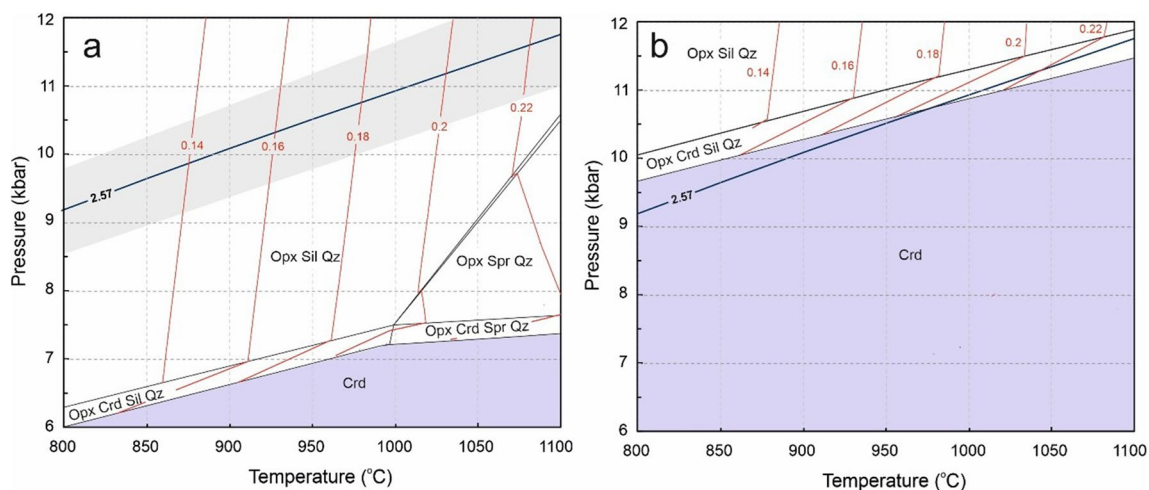 a
12
11
10
9
8
7
6
Pressure (kbar)
0.14
0.16
0.18
0.2
0.22
2.57
Opx Sil Qz
Opx Spr Qz
Opx Crd Spr Qz
Opx Crd Sil Qz
Crd
800
850
900
950
1000
1050
1100
Temperature (°C)
b
12
11
10
9
8
7
6
Pressure (kbar)
Opx Sil Qz
0.14
0.16
0.18
0.2
0.22
Opx Crd Sil Qz
2.57
Crd
800
850
900
950
1000
1050
1100
Temperature (°C)